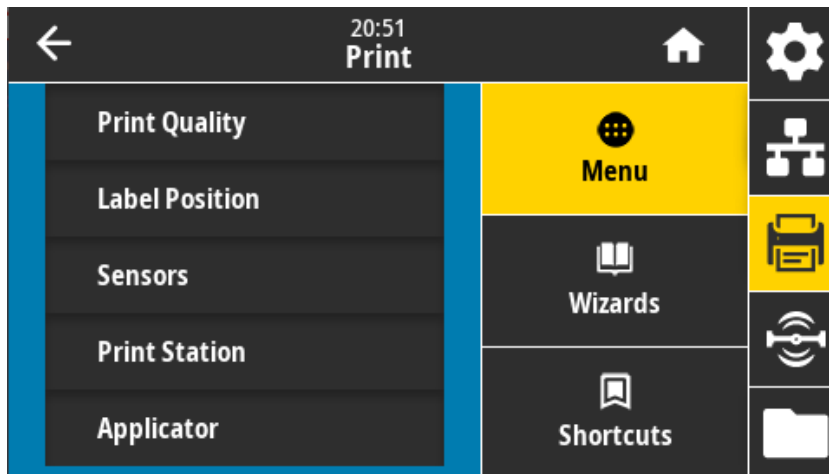 20:51
Print
Print Quality
Label Position
Sensors
Print Station
Applicator
Menu
Wizards
Shortcuts